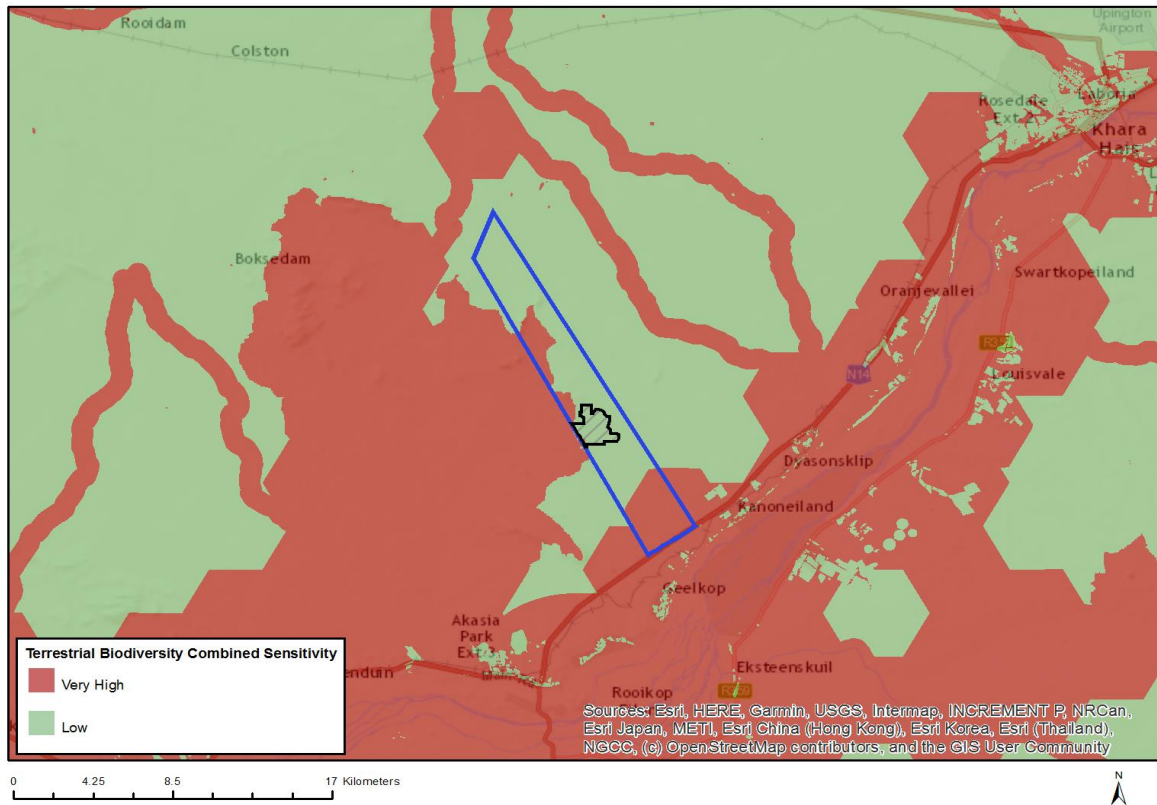 Rooidam
Colston
Upington
Airport
Laboria
Rosedale
Ext 2
Khara
Hais
Boksedam
Swartkopeiland
Oranjevallei
N14
Louisvale
Dyasonsklip
Kanoneiland
Geelkop
Akasia
Park
Eksteenskuil
Rooikop
Terrestrial Biodiversity Combined Sensitivity
Very High
Low
Sources: Esri, HERE, Garmin, USGS, Intermap, INCREMENT P, NRCan,
Esri Japan, METI, Esri China (Hong Kong), Esri Korea, Esri (Thailand),
NGCC, (c) OpenStreetMap contributors, and the GIS User Community
0 4.25 8.5 17 Kilometers
N